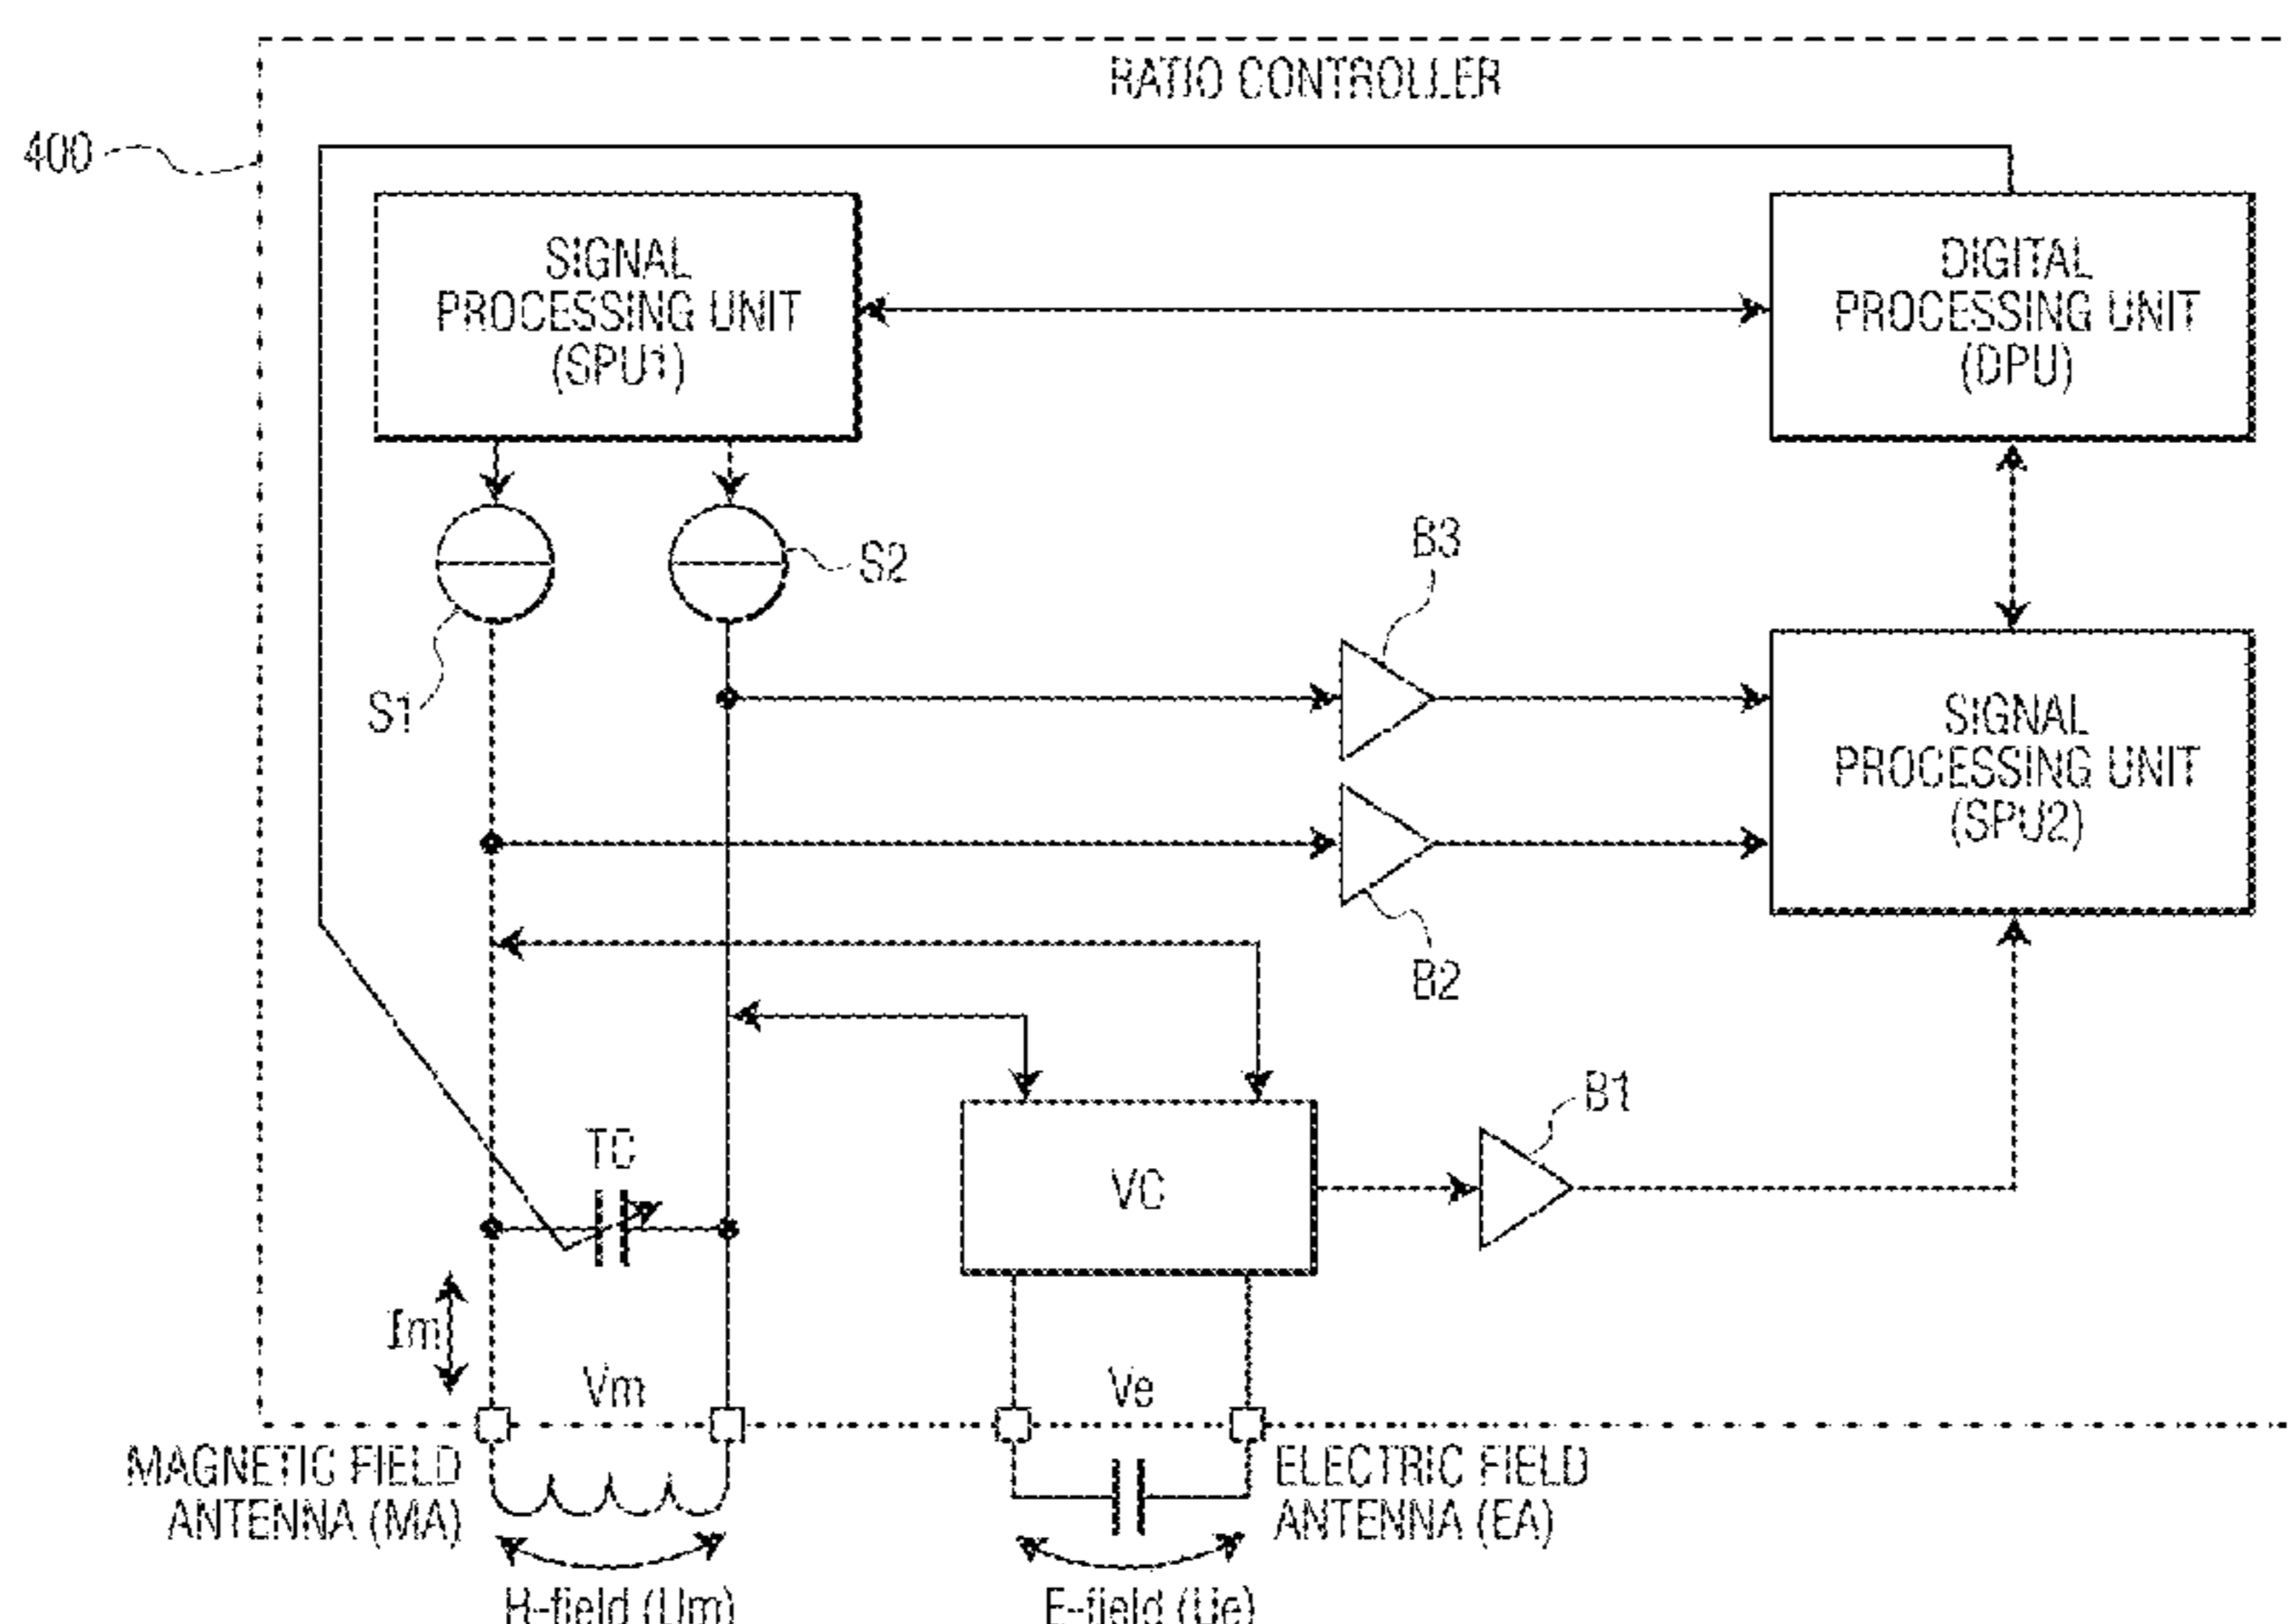 RATIO CONTROLLER
400
SIGNAL
PROCESSING UNIT
(SPU1)
DIGITAL
PROCESSING UNIT
(DPU)
S1
S2
B3
SIGNAL
PROCESSING UNIT
(SPU2)
B2
TC
VC
B1
Im
Vm
Ve
MAGNETIC FIELD
ANTENNA (MA)
ELECTRIC FIELD
ANTENNA (EA)
H-field (Um)
E-field (Ue)